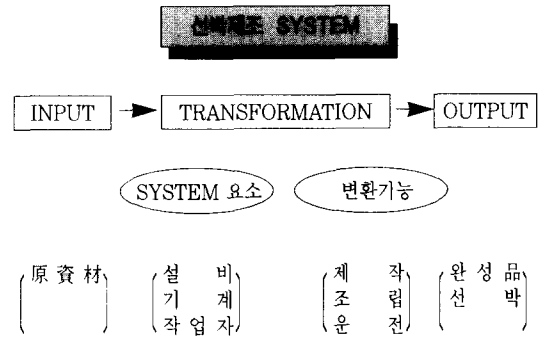 선박제조 SYSTEM
INPUT TRANSFORMATION OUTPUT
SYSTEM 요소 변환기능
原資材 설비 제작 완성品
기계 조립 선박
작업자 운전